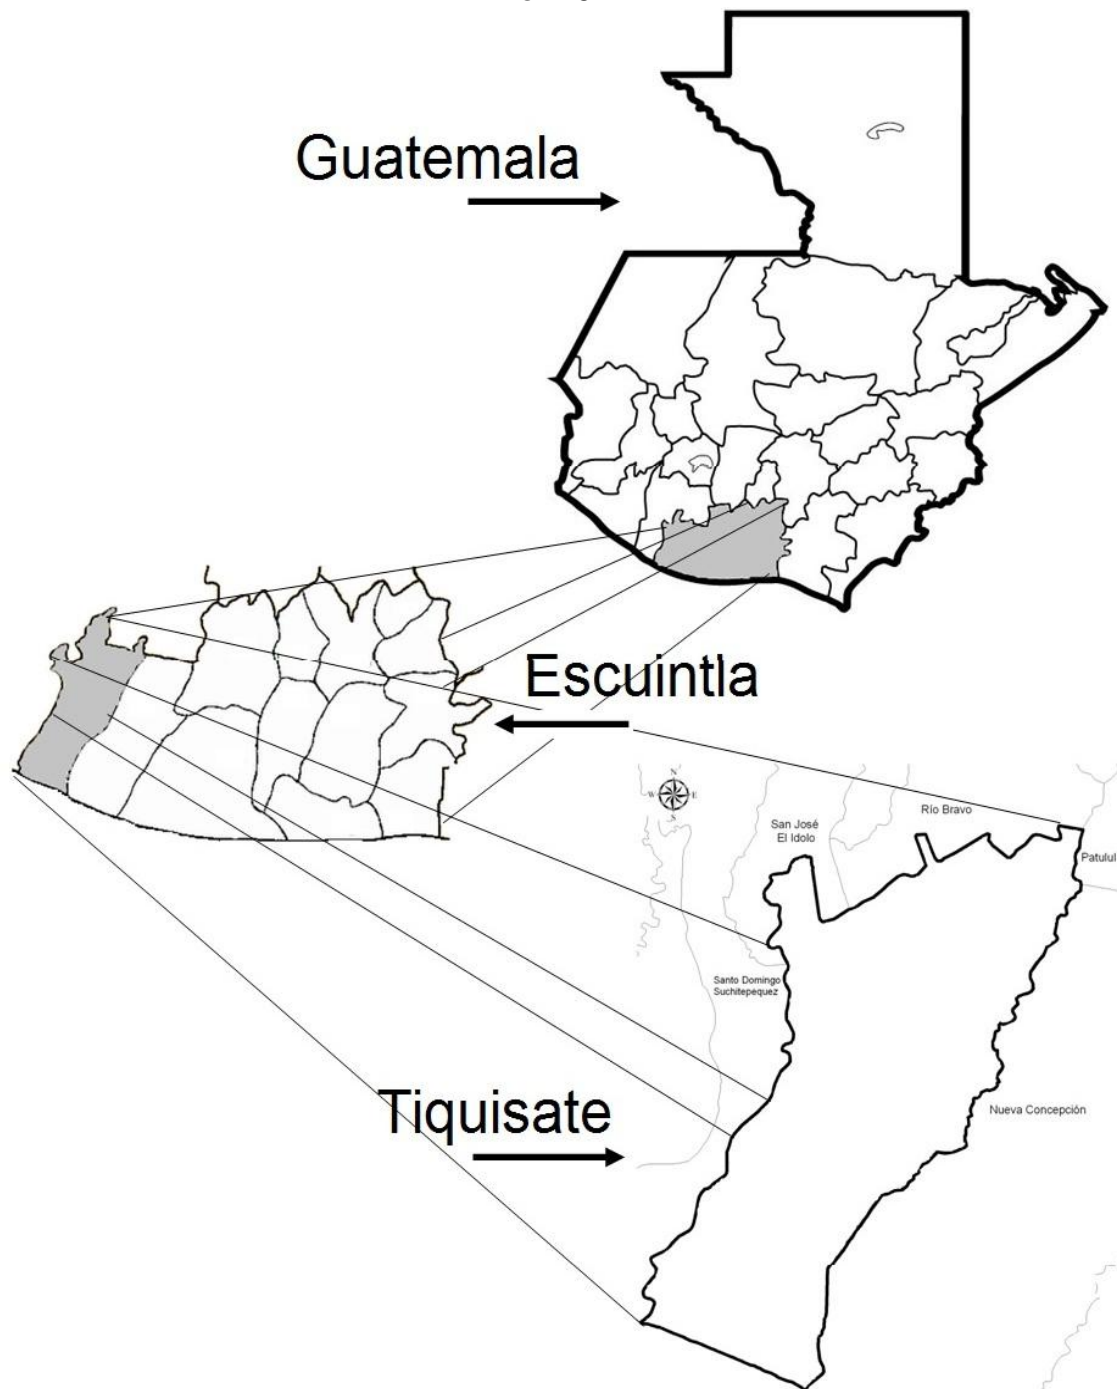 Guatemala
Escuintla
N
W E
S
Río Bravo
San José
El Idolo
Patulul
Santo Domingo
Suchitepequez
Tiquisate
Nueva Concepción